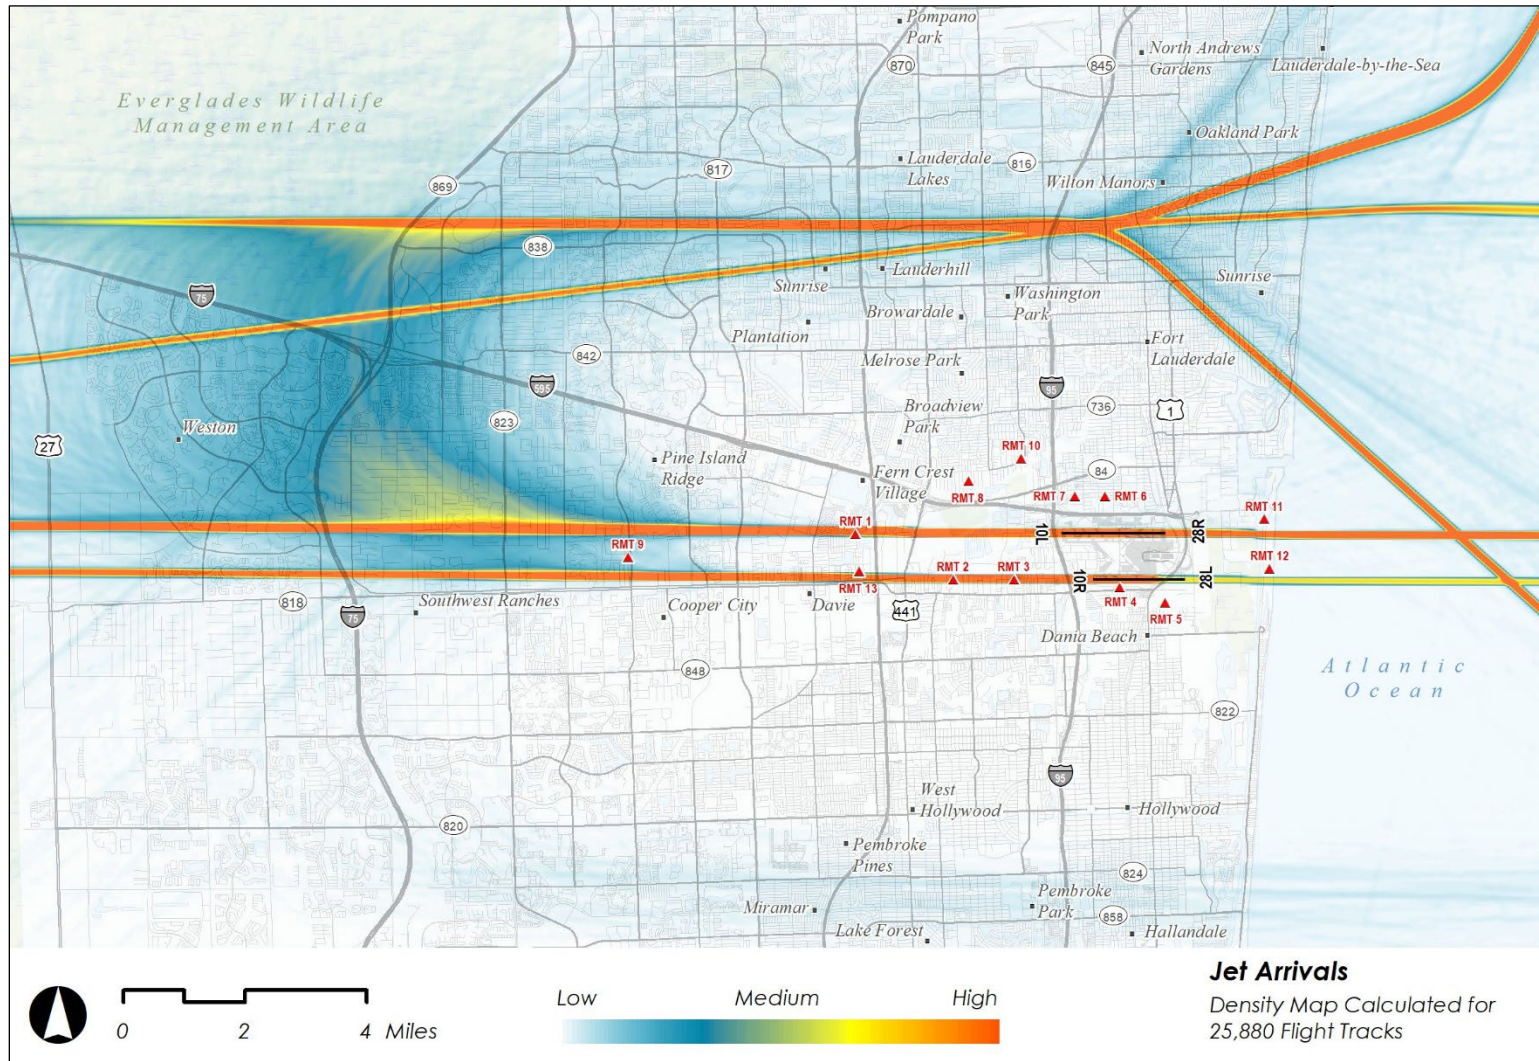 Pompano
Park
North Andrews
Gardens
Lauderdale-by-the-Sea
870
845
Everglades Wildlife
Management Area
Oakland Park
817
816
Lauderdale
Lakes
Wilton Manors
869
838
Lauderhill
Sunrise
Sunrise
75
Washington
Park
Browardale
Plantation
Fort
Lauderdale
842
Melrose Park
595
95
Broadview
Park
736
1
823
Weston
27
Pine Island
Ridge
RMT 10
84
Fern Crest
Village
RMT 8
RMT 7
RMT 6
RMT 11
RMT 1
10L
28R
RMT 9
RMT 12
RMT 2
RMT 3
10R
28L
RMT 13
RMT 4
818
Southwest Ranches
Cooper City
Davie
441
75
RMT 5
Dania Beach
848
Atlantic
Ocean
822
95
West
Hollywood
Hollywood
820
Pembroke
Pines
824
Miramar
Pembroke
Park
858
Lake Forest
Hallandale
Jet Arrivals
Density Map Calculated for
25,880 Flight Tracks
Low Medium High
0 2 4 Miles